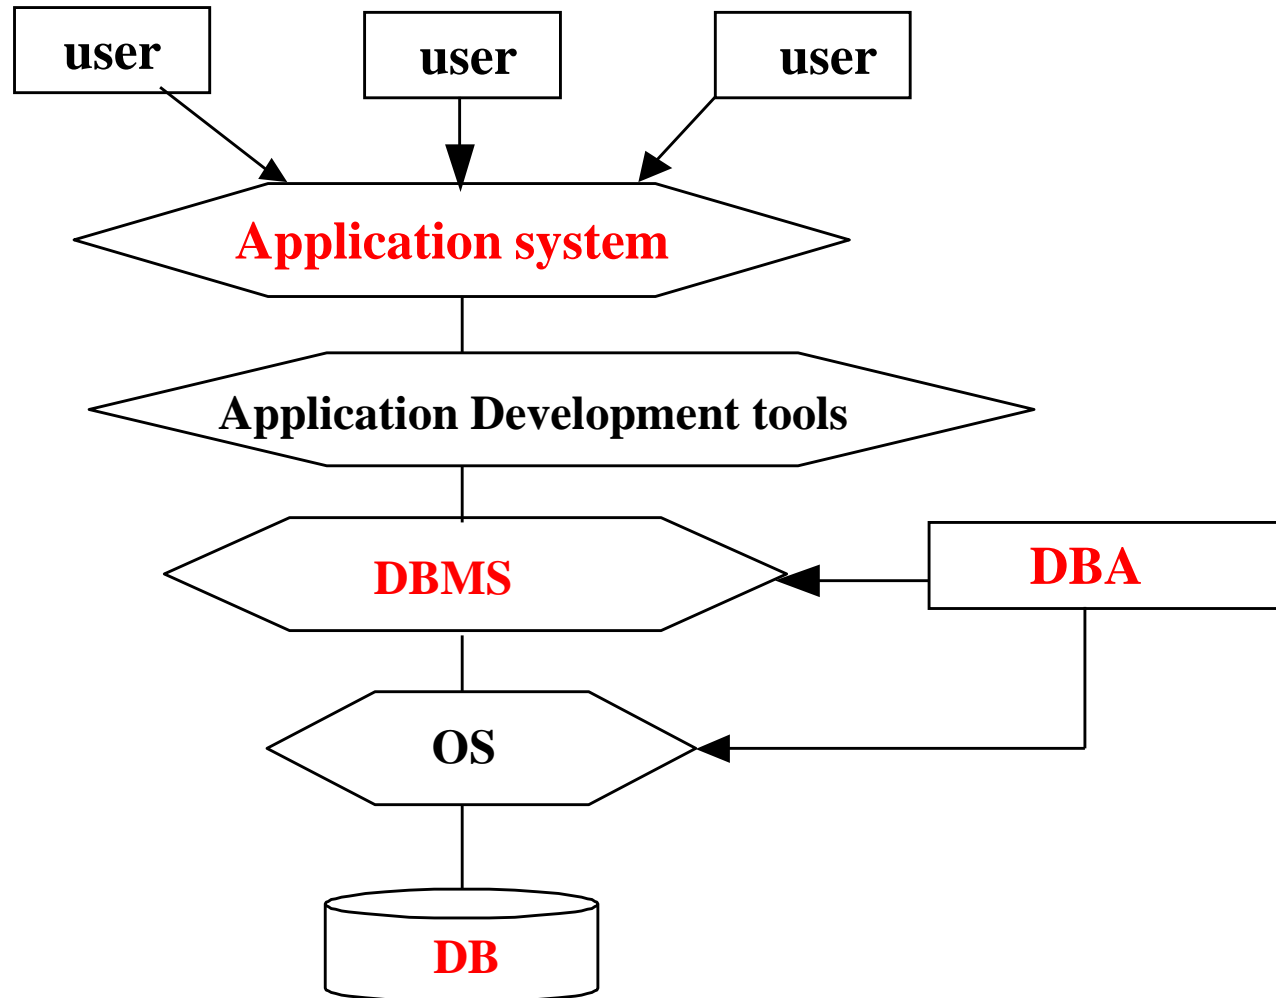 user
user
user
Application system
Application Development tools
DBMS
DBA
OS
DB